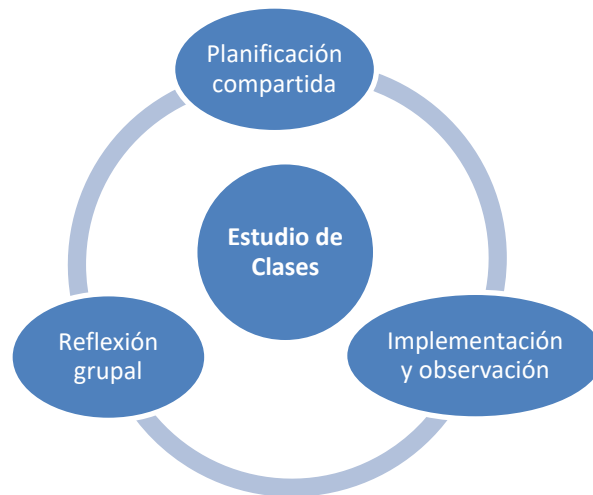 Planificación
compartida
Estudio de
Clases
Reflexión
grupal
Implementación
y observación